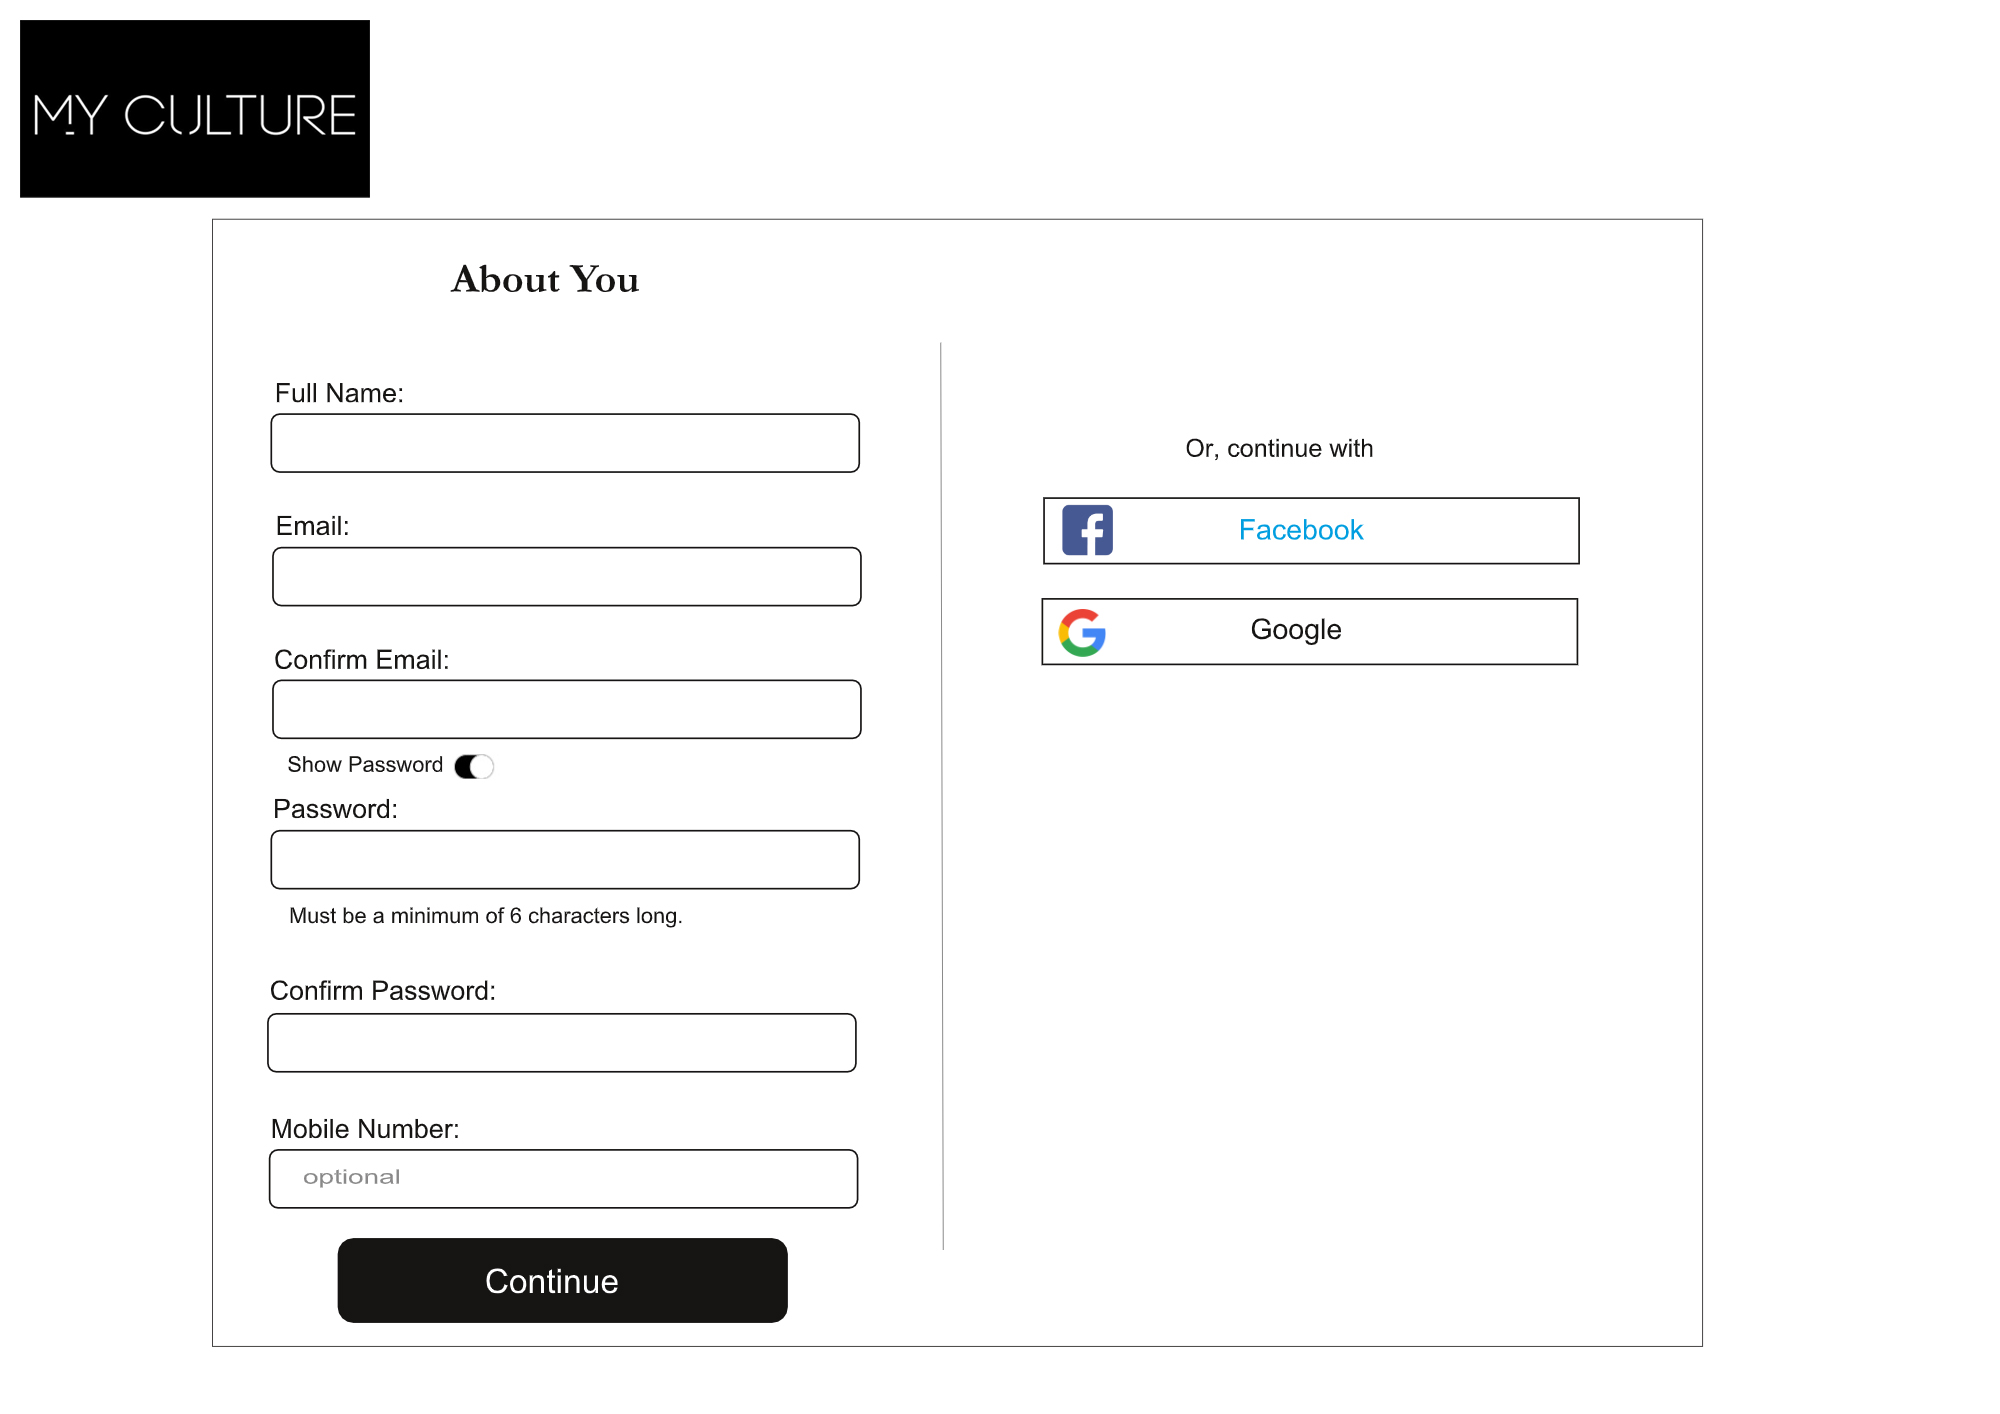 MY CULTURE
About You
Full Name:
Email:
Confirm Email:
Show Password
Password:
Must be a minimum of 6 characters long.
Confirm Password:
Mobile Number:
optional
Continue
Or, continue with
Facebook
Google